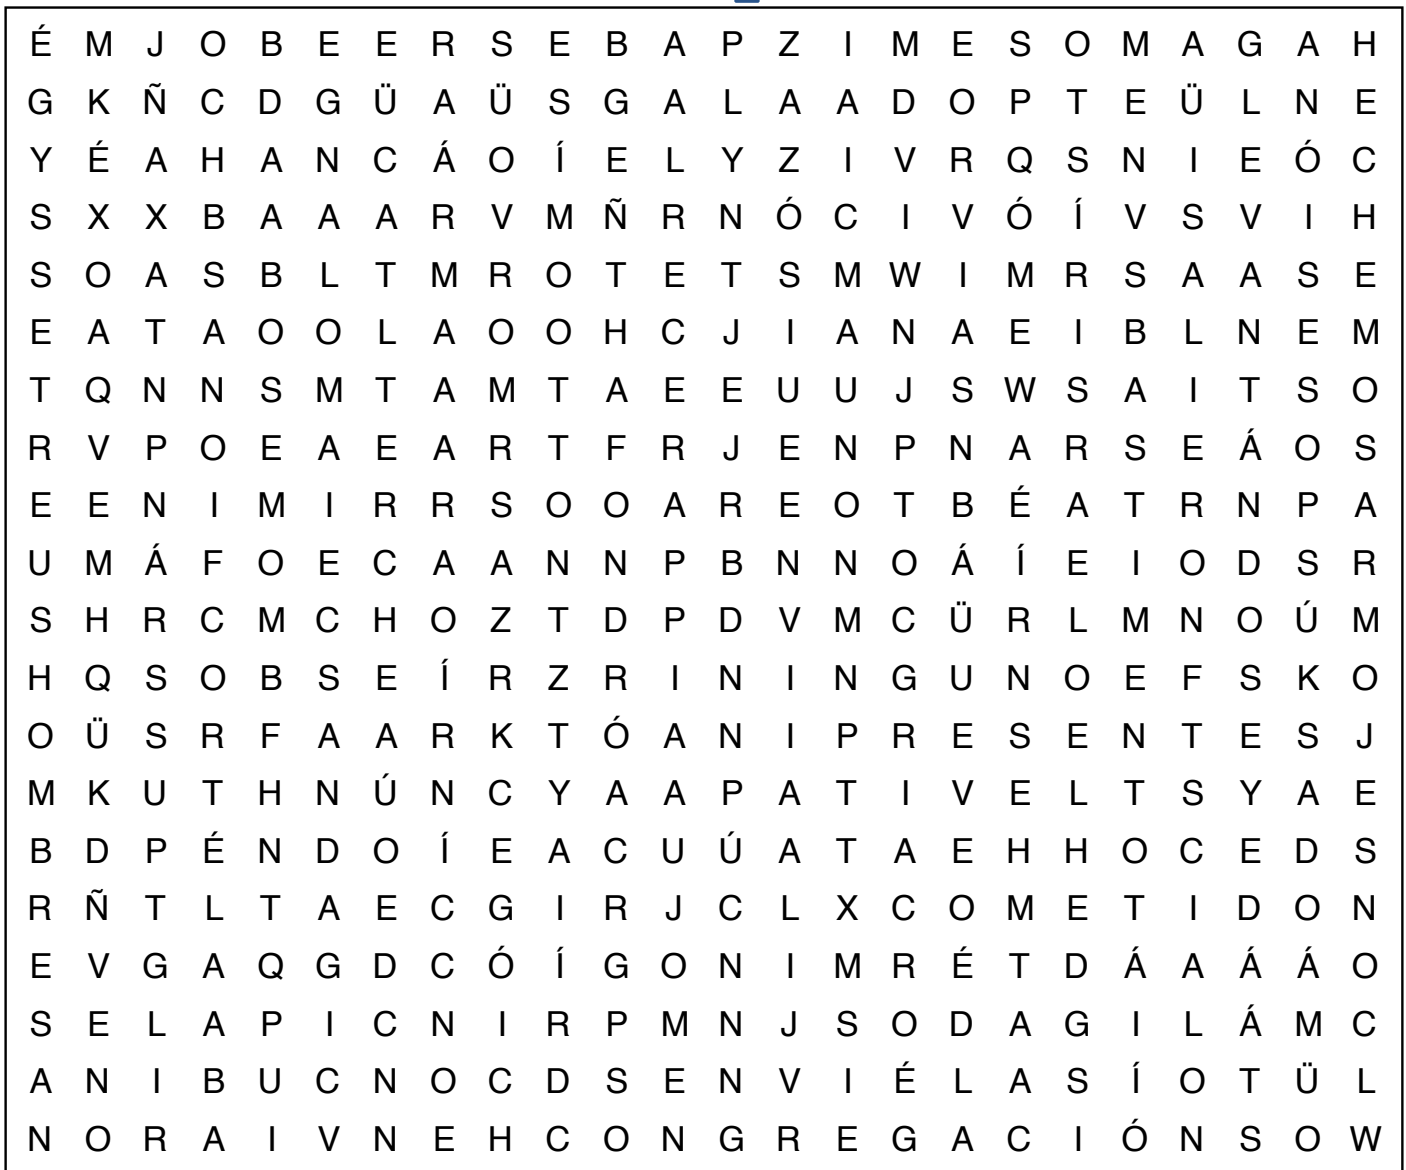 É M J O B E E R S E B A P Z I M E S O M A G A H
G K Ñ C D G Ü A Ü S G A L A A D O P T E Ü L N E
Y É A H A N C Á O Í E L Y Z I V R Q S N I E Ó C
S X X B A A A R V M Ñ R N Ó C I V Ó Í V S V I H
S O A S B L T M R O T E T S M W I M R S A A S E
E A T A O O L A O O H C J I A N A E I B L N E M
T Q N N S M T A M T A E E U U J S W S A I T S O
R V P O E A E A R T F R J E N P N A R S E Á O S
E E N I M I R R S O O A R E O T B É A T R N P A
U M Á F O E C A A N N P B N N O Á Í E I O D S R
S H R C M C H O Z T D P D V M C Ü R L M N O Ú M
H Q S O B S E Í R Z R I N I N G U N O E F S K O
O Ü S R F A A R K T Ó A N I P R E S E N T E S J
M K U T H N Ú N C Y A A P A T I V E L T S Y A E
B D P É N D O Í E A C U Ú A T A E H H O C E D S
R Ñ T L T A E C G I R J C L X C O M E T I D O N
E V G A Q G D C Ó Í G O N I M R É T D Á A Á Á O
S E L A P I C N I R P M N J S O D A G I L Á M C
A N I B U C N O C D S E N V I É L A S Í O T Ü L
N O R A I V N E H C O N G R E G A C I Ó N S O W